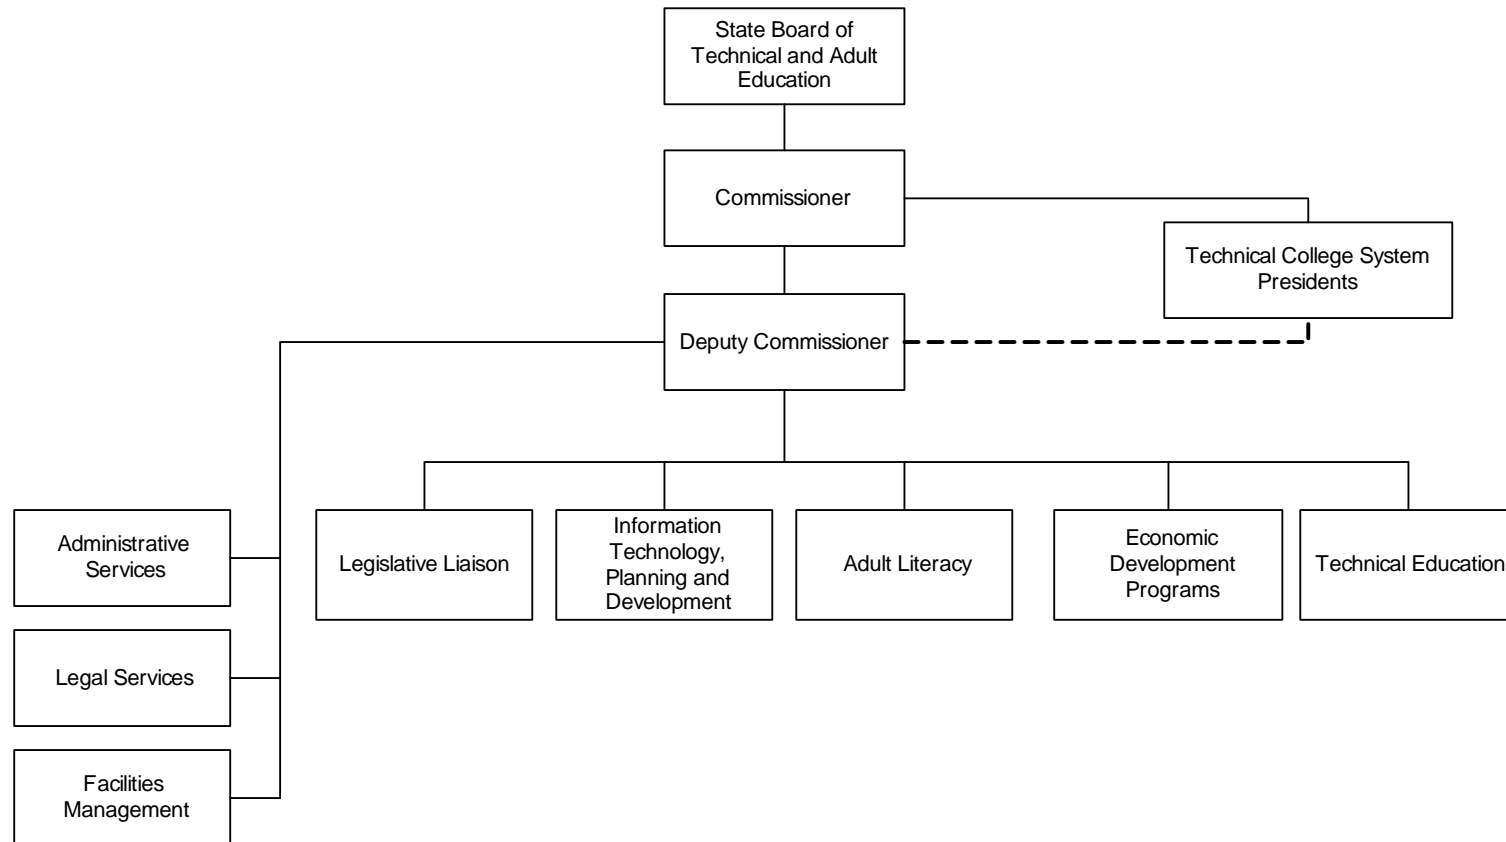 State Board of
Technical and Adult
Education
Commissioner
Technical College System
Presidents
Deputy Commissioner
Administrative
Services
Legislative Liaison
Information
Technology,
Planning and
Development
Adult Literacy
Economic
Development
Programs
Technical Education
Legal Services
Facilities
Management